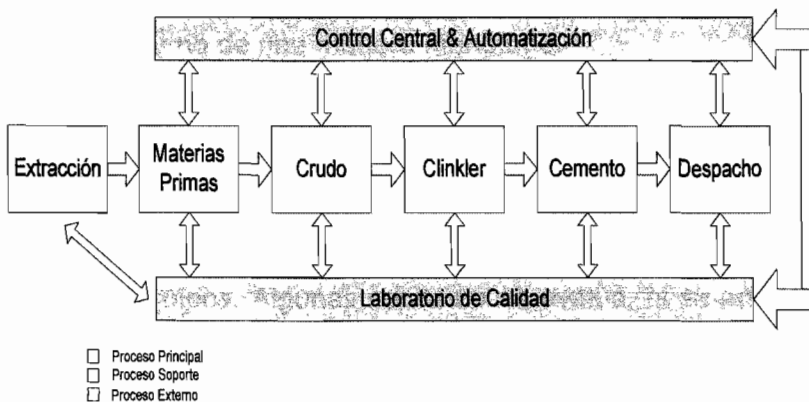 Control Central & Automatización
Extracción
Materias
Primas
Crudo
Clinkler
Cemento
Despacho
Laboratorio de Calidad
Proceso Principal
Proceso Soporte
Proceso Externo